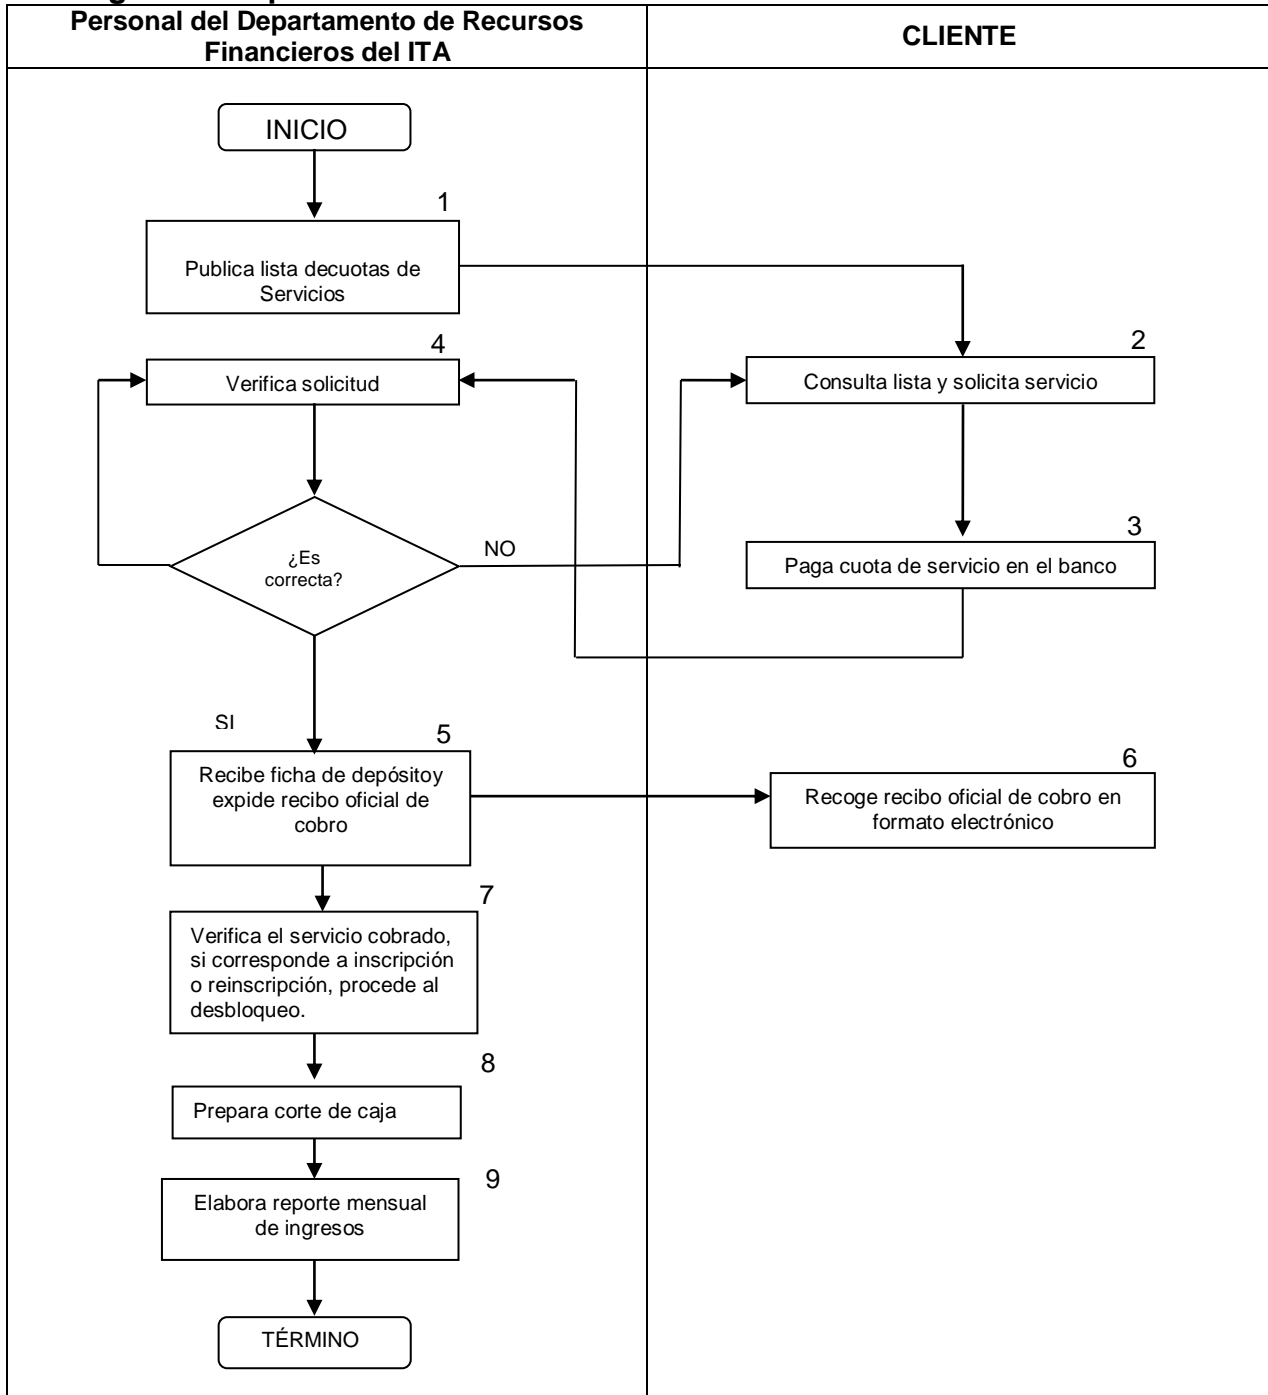 Personal del Departamento de Recursos
Financieros del ITA
CLIENTE
INICIO
1
Publica lista decuotas de
Servicios
2
Consulta lista y solicita servicio
3
Paga cuota de servicio en el banco
4
Verifica solicitud
¿Es
correcta?
NO
SI
5
Recibe ficha de depósitoy
expide recibo oficial de
cobro
6
Recoge recibo oficial de cobro en
formato electrónico
7
Verifica el servicio cobrado,
si corresponde a inscripción
o reinscripción, procede al
desbloqueo.
8
Prepara corte de caja
9
Elabora reporte mensual
de ingresos
TÉRMINO